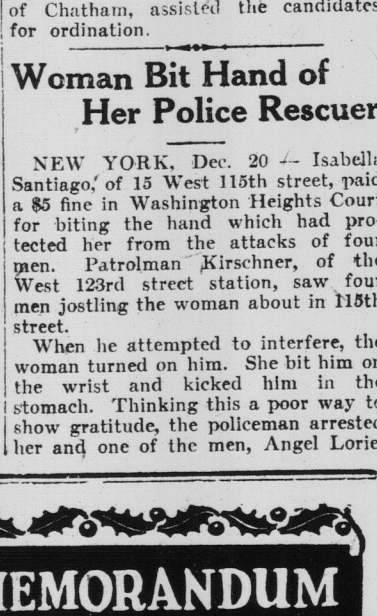 of Chatham, assisted the candidates
for ordination.
Woman Bit Hand of
Her Police Rescuer
NEW YORK, Dec. 20 — Isabella
Santiago, of 15 West 115th street, paid
a $5 fine in Washington Heights Court
for biting the hand which had pro
tected her from the attacks of four
men. Patrolman Kirschner, of the
West 123rd street station, saw four
men jostling the woman about in 115th
street.
When he attempted to interfere, the
woman turned on him. She bit him on
the wrist and kicked him in the
stomach. Thinking this a poor way to
show gratitude, the policeman arrested
her and one of the men, Angel Lorie
MEMORANDUM